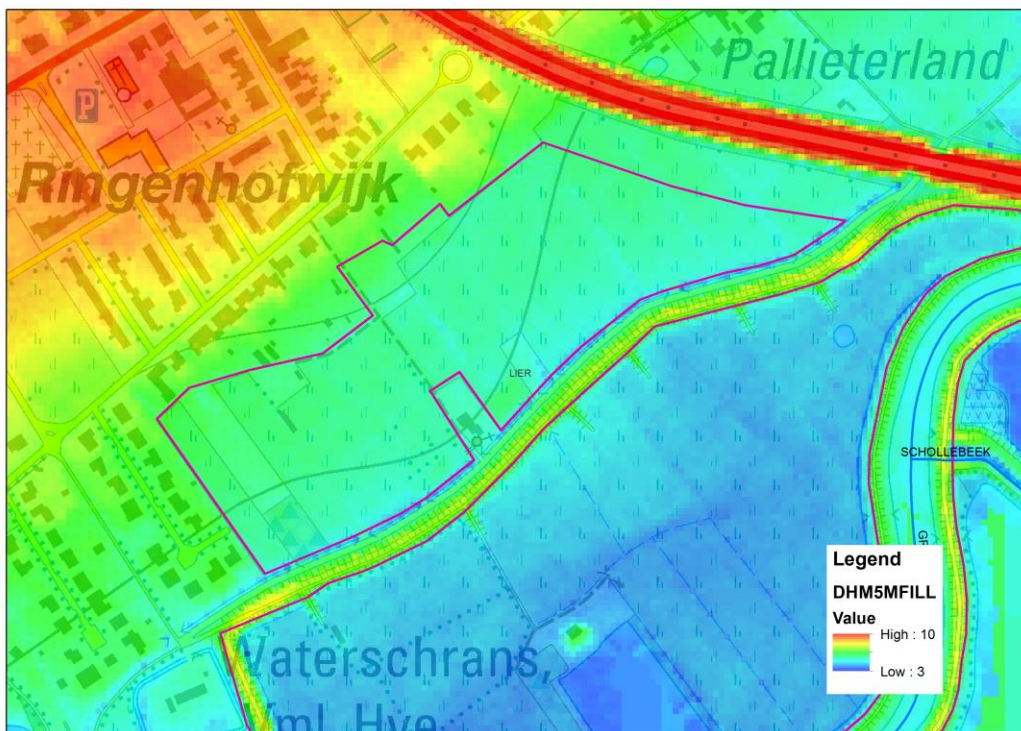 Pallieterland
P
Ringenhofwijk
LIER
SCHOLLEBEEK
Legend
DHM5MFILL
Value
High : 10
Low : 3
Waterschrans,